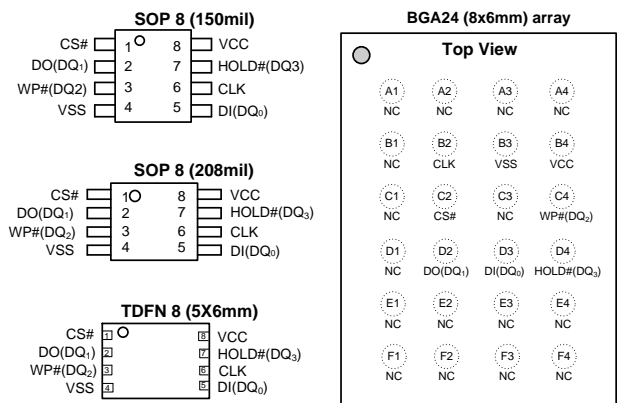 SOP 8 (150mil)
CS# 1 8 VCC
DO(DQ1) 2 7 HOLD#(DQ3)
WP#(DQ2) 3 6 CLK
VSS 4 5 DI(DQ0)
SOP 8 (208mil)
CS# 1 8 VCC
DO(DQ1) 2 7 HOLD#(DQ3)
WP#(DQ2) 3 6 CLK
VSS 4 5 DI(DQ0)
TDFN 8 (5X6mm)
CS# 1 8 VCC
DO(DQ1) 2 7 HOLD#(DQ3)
WP#(DQ2) 3 6 CLK
VSS 4 5 DI(DQ0)
BGA24 (8x6mm) array
Top View
A1 A2 A3 A4
NC NC NC NC
B1 B2 B3 B4
NC CLK VSS VCC
C1 C2 C3 C4
NC CS# NC WP#(DQ2)
D1 D2 D3 D4
NC DO(DQ1) DI(DQ0) HOLD#(DQ3)
E1 E2 E3 E4
NC NC NC NC
F1 F2 F3 F4
NC NC NC NC